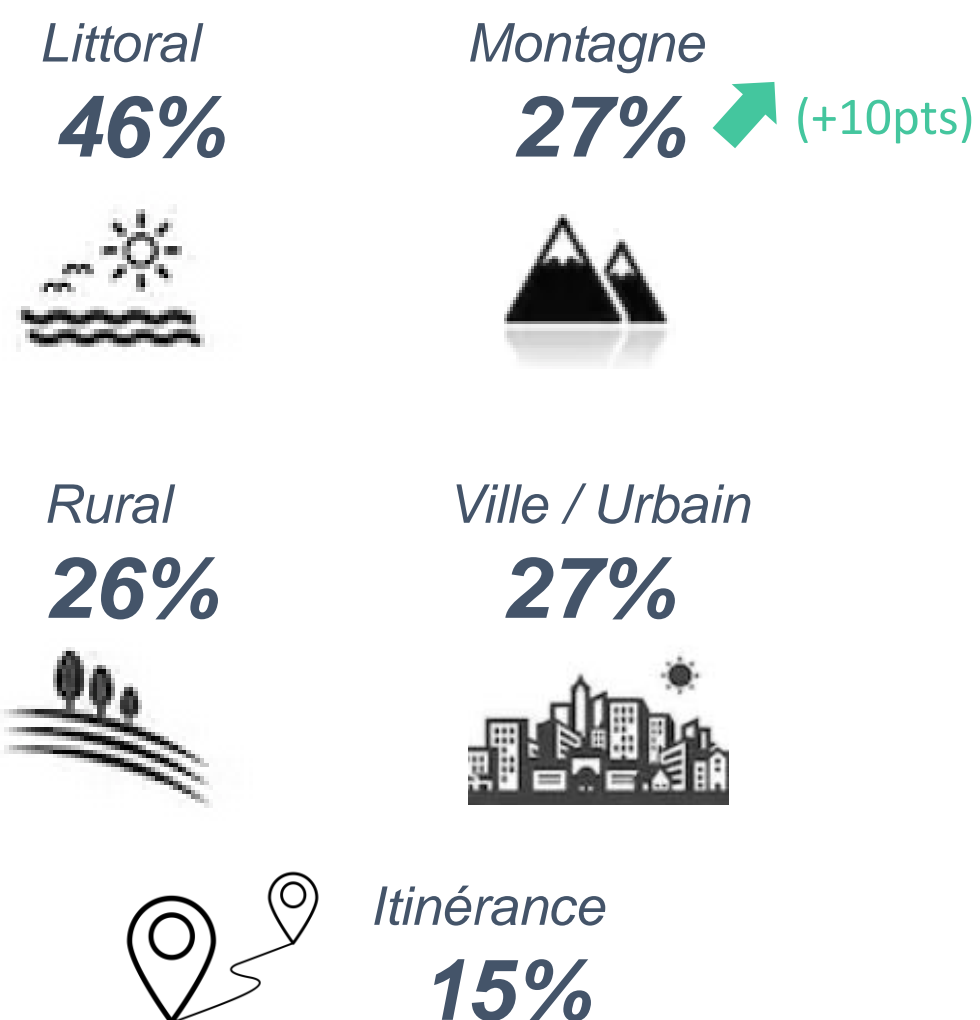 Littoral
46%
Montagne
27% (+10pts)
Rural
26%
Ville / Urbain
27%
Itinérance
15%